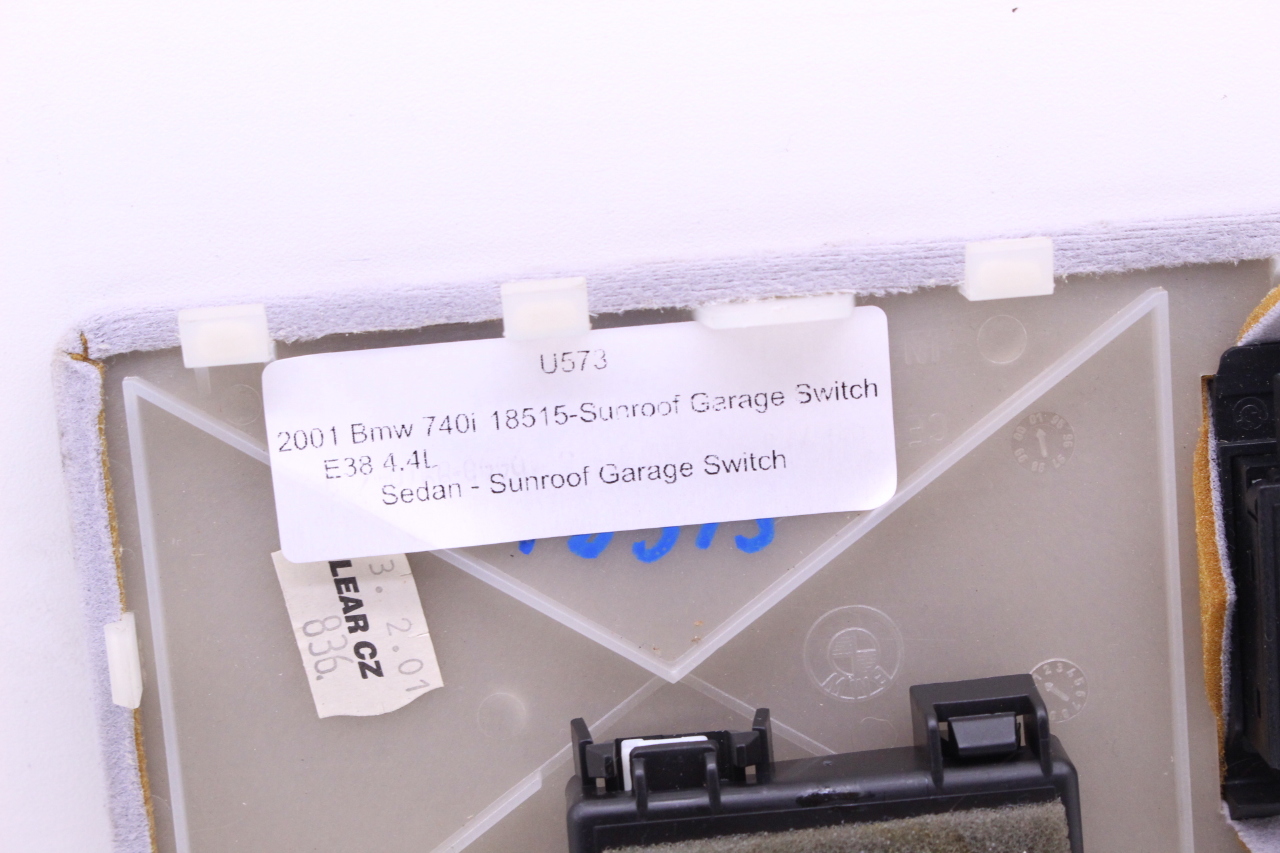 U573
2001 Bmw 740i 18515-Sunroof Garage Switch
E38 4.4L
Sedan - Sunroof Garage Switch
18515
3. 2.01
LEAR CZ
836.